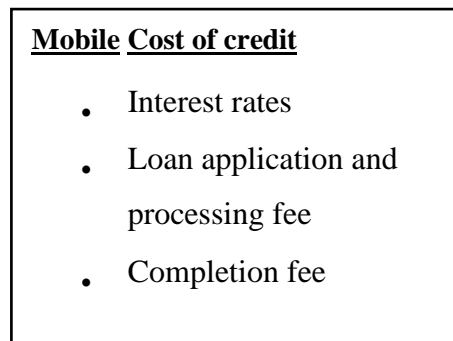 Mobile Cost of credit
• Interest rates
• Loan application and
processing fee
• Completion fee